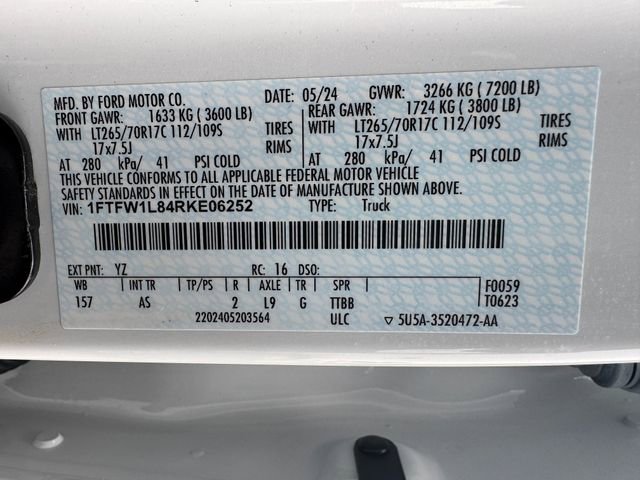 MFD. BY FORD MOTOR CO. DATE: 05/24 GVWR: 3266 KG ( 7200 LB)
FRONT GAWR: 1633 KG ( 3600 LB) REAR GAWR: 1724 KG ( 3800 LB)
WITH LT265/70R17C 112/109S TIRES WITH LT265/70R17C 112/109S TIRES
17x7.5J RIMS 17x7.5J RIMS
AT 280 kPa/ 41 PSI COLD AT 280 kPa/ 41 PSI COLD
THIS VEHICLE CONFORMS TO ALL APPLICABLE FEDERAL MOTOR VEHICLE
SAFETY STANDARDS IN EFFECT ON THE DATE OF MANUFACTURE SHOWN ABOVE.
VIN: 1FTFW1L84RKE06252 TYPE: Truck
EXT PNT: YZ RC: 16 DSO:
WB INT TR TP/PS R AXLE TR SPR F0059
157 AS 2 L9 G TTBB T0623
2202405203564 ULC ▽ 5U5A-3520472-AA